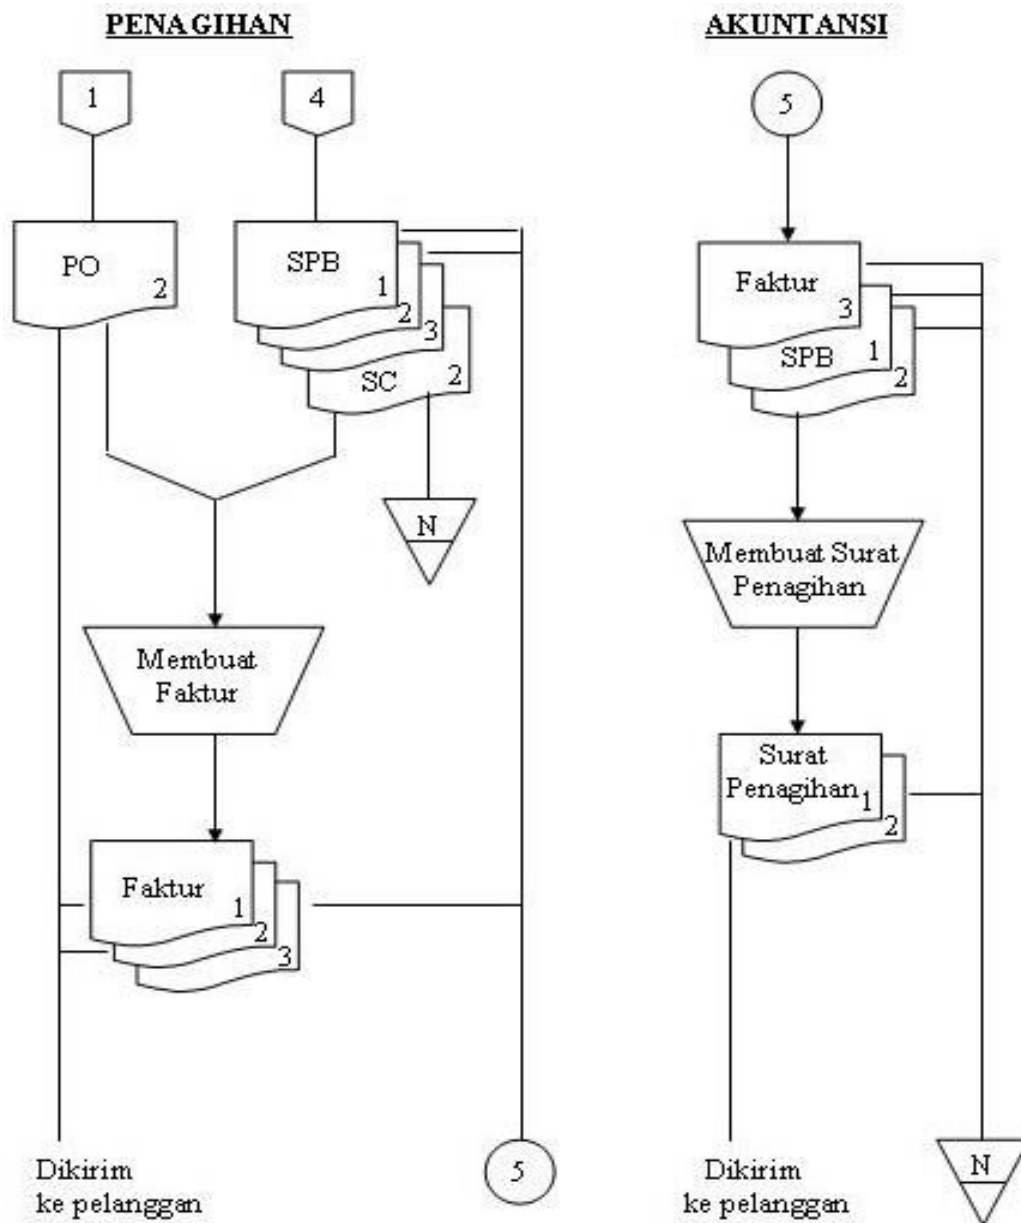 PENAGIHAN
1
4
PO
2
SPB
1
2
3
SC
2
N
Membuat
Faktur
Faktur
1
2
3
Dikirim
ke pelanggan
5
AKUNTANSI
5
Faktur
3
SPB
1
2
Membuat Surat
Penagihan
Surat
Penagihan
1
2
Dikirim
ke pelanggan
N